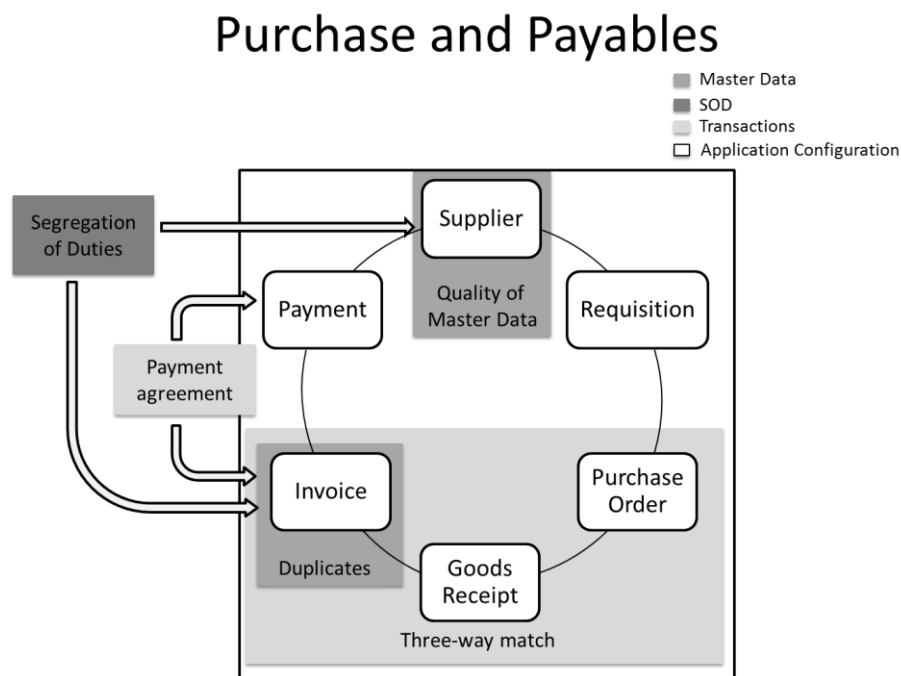 Purchase and Payables
Master Data
SOD
Transactions
Application Configuration
Segregation
of Duties
Supplier
Quality of
Master Data
Payment
Requisition
Payment
agreement
Invoice
Duplicates
Purchase
Order
Goods
Receipt
Three-way match